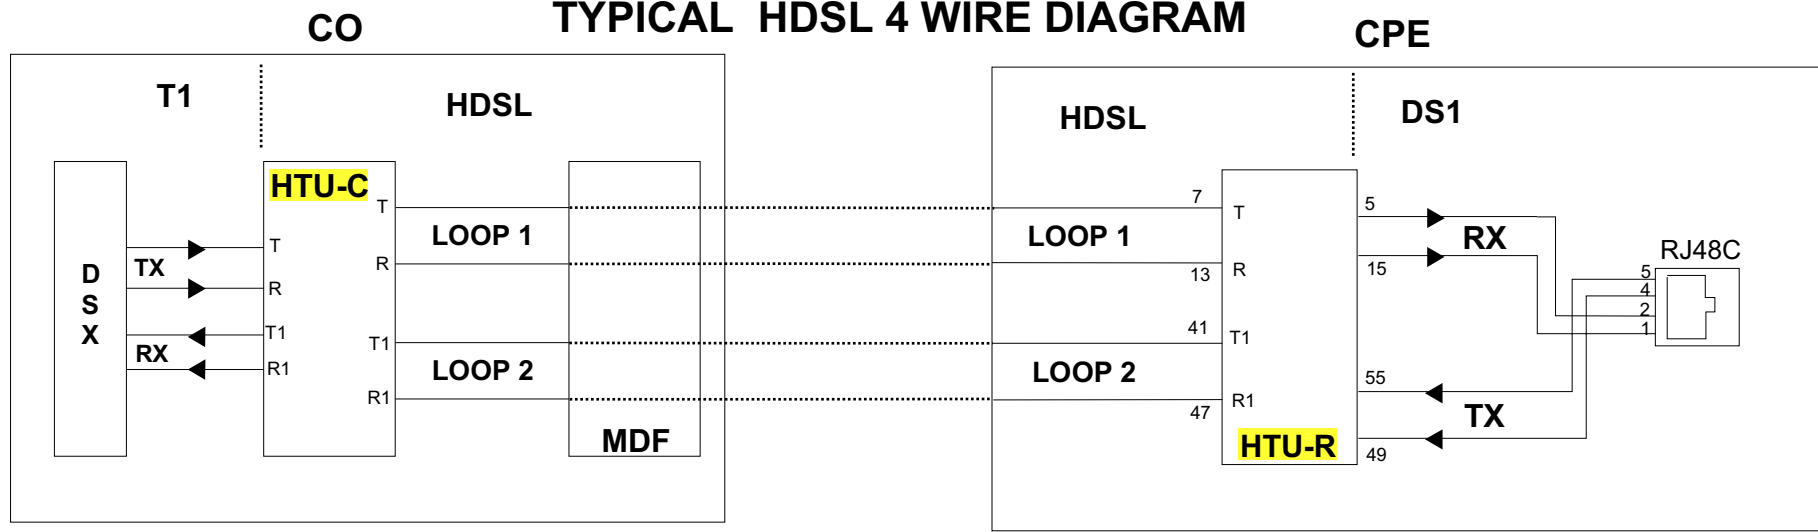 TYPICAL HDSL 4 WIRE DIAGRAM
CO
T1
HDSL
D
S
X
TX
RX
HTU-C
T
R
T1
R1
T
R
T1
R1
LOOP 1
LOOP 2
MDF
CPE
HDSL
DS1
LOOP 1
LOOP 2
7
13
41
47
T
R
T1
R1
HTU-R
5
15
55
49
RX
TX
RJ48C
5
4
2
1